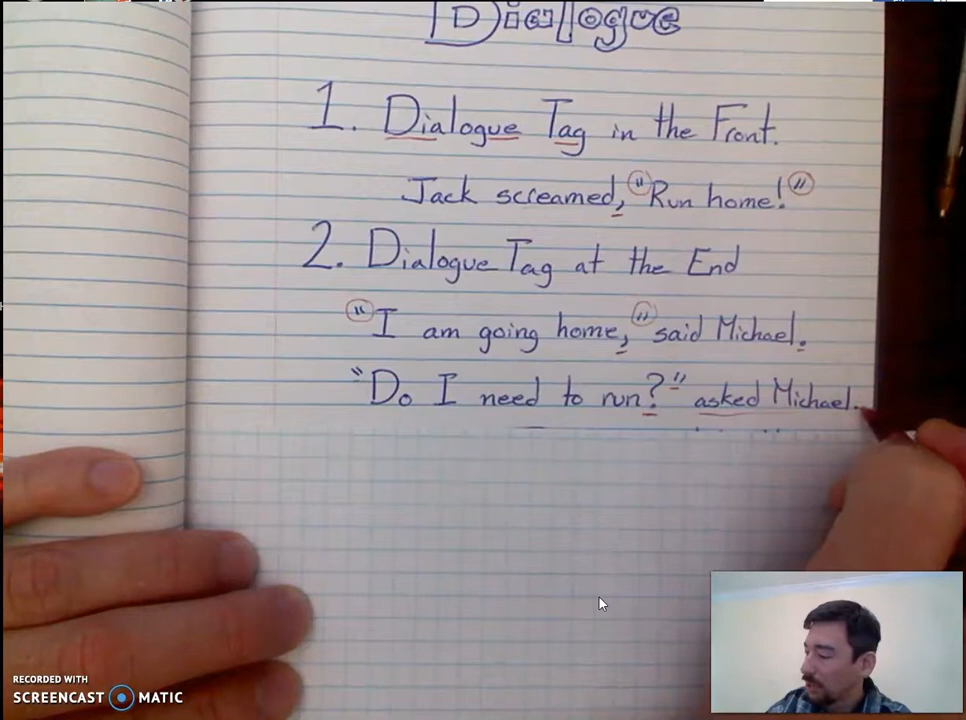 Dialogue
1. Dialogue Tag in the Front.
Jack screamed, "Run home!"
2. Dialogue Tag at the End
"I am going home," said Michael.
"Do I need to run?" asked Michael.
RECORDED WITH
SCREENCAST MATIC